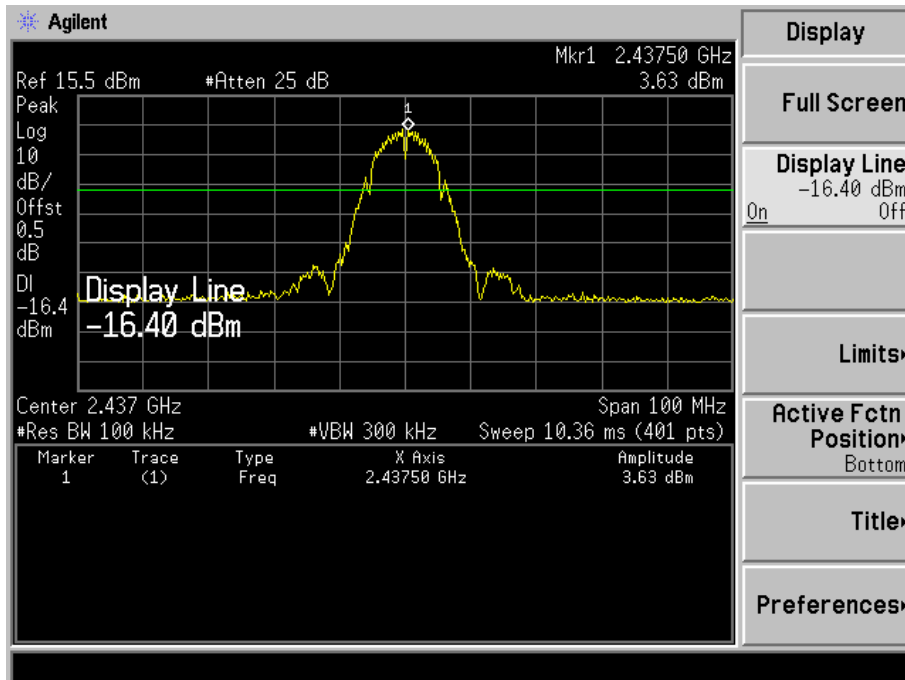 Agilent
Display
Mkr1 2.43750 GHz
Ref 15.5 dBm #Atten 25 dB 3.63 dBm
Peak
Log
10
dB/
Offst
0.5
dB
DI
-16.4
dBm
1
Display Line
-16.40 dBm
Center 2.437 GHz Span 100 MHz
#Res BW 100 kHz #VBW 300 kHz Sweep 10.36 ms (401 pts)
Marker Trace Type X Axis Amplitude
1 (1) Freq 2.43750 GHz 3.63 dBm
Full Screen
Display Line
-16.40 dBm
On Off
Limits
Active Fctn
Position
Bottom
Title
Preferences